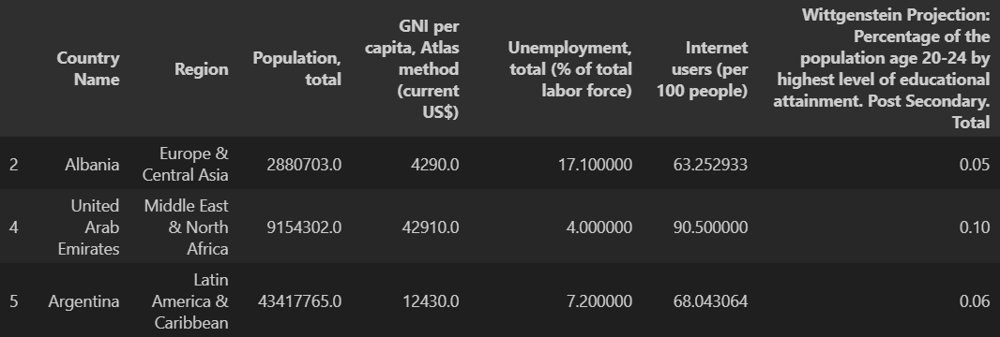 Country Name
Region
Population, total
GNI per capita, Atlas method (current US$)
Unemployment, total (% of total labor force)
Internet users (per 100 people)
Wittgenstein Projection: Percentage of the population age 20-24 by highest level of educational attainment. Post Secondary. Total
2 Albania Europe & Central Asia 2880703.0 4290.0 17.100000 63.252933 0.05
4 United Arab Emirates Middle East & North Africa 9154302.0 42910.0 4.000000 90.500000 0.10
5 Argentina Latin America & Caribbean 43417765.0 12430.0 7.200000 68.043064 0.06